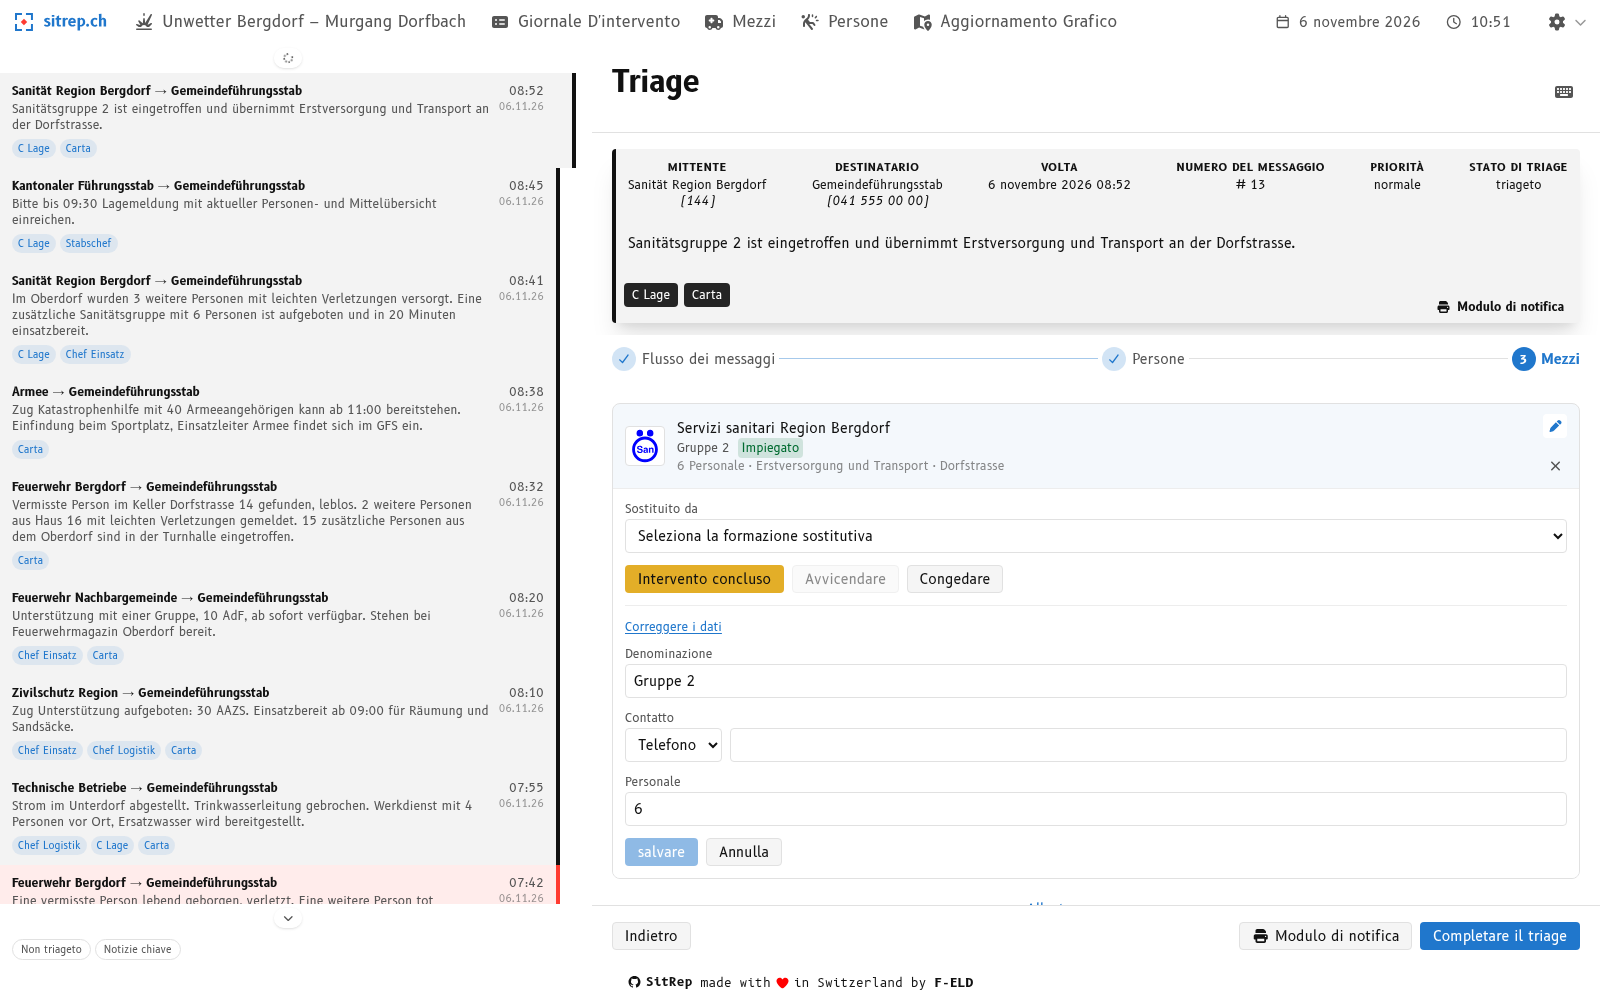 sitrep.ch
Unwetter Bergdorf – Murgang Dorfbach
Giornale D'intervento
Mezzi
Persone
Aggiornamento Grafico
6 novembre 2026
10:51
Sanität Region Bergdorf → Gemeindeführungsstab
08:52
Sanitätsgruppe 2 ist eingetroffen und übernimmt Erstversorgung und Transport an
06.11.26
der Dorfstrasse.
C Lage
Carta
Kantonaler Führungsstab → Gemeindeführungsstab
08:45
Bitte bis 09:30 Lagemeldung mit aktueller Personen- und Mittelübersicht
06.11.26
einreichen.
C Lage
Stabschef
Sanität Region Bergdorf → Gemeindeführungsstab
08:41
Im Oberdorf wurden 3 weitere Personen mit leichten Verletzungen versorgt. Eine
06.11.26
zusätzliche Sanitätsgruppe mit 6 Personen ist aufgeboten und in 20 Minuten
einsatzbereit.
C Lage
Chef Einsatz
Armee → Gemeindeführungsstab
08:38
Zug Katastrophenhilfe mit 40 Armeeangehörigen kann ab 11:00 bereitstehen.
06.11.26
Einfindung beim Sportplatz, Einsatzleiter Armee findet sich im GFS ein.
Carta
Feuerwehr Bergdorf → Gemeindeführungsstab
08:32
Vermisste Person im Keller Dorfstrasse 14 gefunden, leblos. 2 weitere Personen
06.11.26
aus Haus 16 mit leichten Verletzungen gemeldet. 15 zusätzliche Personen aus
dem Oberdorf sind in der Turnhalle eingetroffen.
Carta
Feuerwehr Nachbargemeinde → Gemeindeführungsstab
08:20
Unterstützung mit einer Gruppe, 10 AdF, ab sofort verfügbar. Stehen bei
06.11.26
Feuerwehrmagazin Oberdorf bereit.
Chef Einsatz
Carta
Zivilschutz Region → Gemeindeführungsstab
08:10
Zug Unterstützung aufgeboten: 30 AAZS. Einsatzbereit ab 09:00 für Räumung und
06.11.26
Sandsäcke.
Chef Einsatz
Chef Logistik
Carta
Technische Betriebe → Gemeindeführungsstab
07:55
Strom im Unterdorf abgestellt. Trinkwasserleitung gebrochen. Werkdienst mit 4
06.11.26
Personen vor Ort, Ersatzwasser wird bereitgestellt.
Chef Logistik
C Lage
Carta
Feuerwehr Bergdorf → Gemeindeführungsstab
07:42
Eine vermisste Person lebend geborgen, verletzt. Eine weitere Person tot
06.11.26
Non triageto
Notizie chiave
Triage
MITTENTE
Sanität Region Bergdorf
[144]
DESTINATARIO
Gemeindeführungsstab
[041 555 00 00]
VOLTA
6 novembre 2026 08:52
NUMERO DEL MESSAGGIO
# 13
PRIORITÀ
normale
STATO DI TRIAGE
triageto
Sanitätsgruppe 2 ist eingetroffen und übernimmt Erstversorgung und Transport an der Dorfstrasse.
C Lage
Carta
Modulo di notifica
Flusso dei messaggi
Persone
3
Mezzi
San
Servizi sanitari Region Bergdorf
Gruppe 2
Impiegato
6 Personale · Erstversorgung und Transport · Dorfstrasse
Sostituito da
Seleziona la formazione sostitutiva
Intervento concluso
Avvicendare
Congedare
Correggere i dati
Denominazione
Gruppe 2
Contatto
Telefono
Personale
6
salvare
Annulla
Indietro
Modulo di notifica
Completare il triage
SitRep made with ❤ in Switzerland by F-ELD